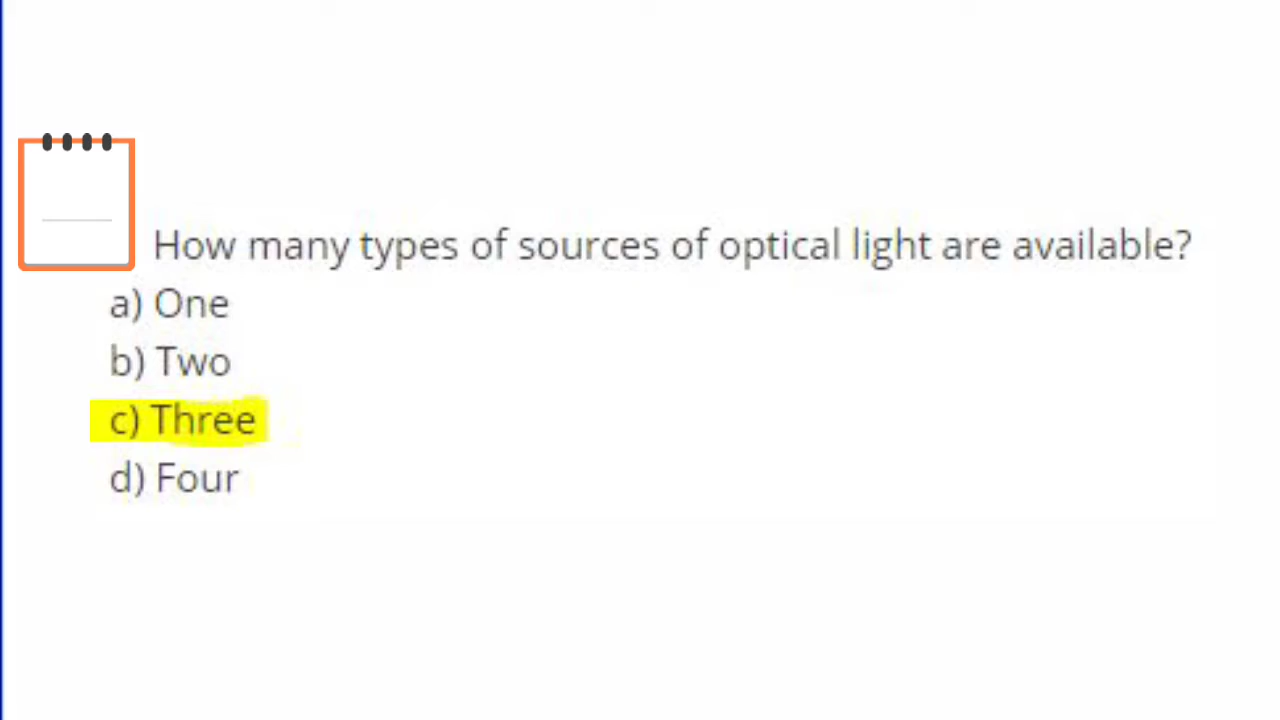 How many types of sources of optical light are available?
a) One
b) Two
c) Three
d) Four